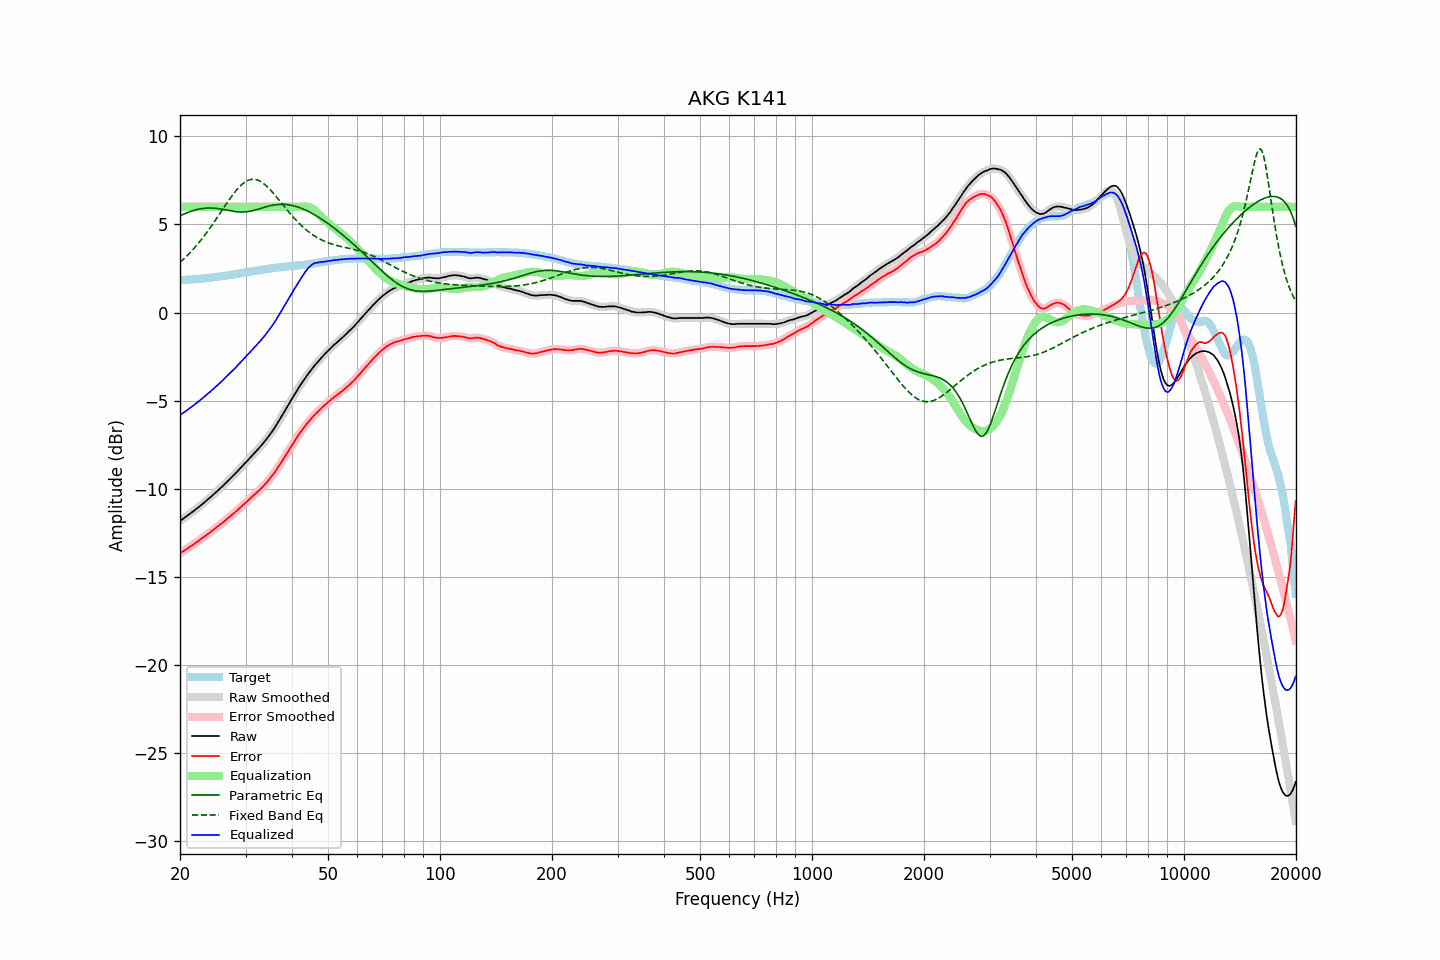 AKG K141
Amplitude (dBr)
10
5
0
−5
−10
−15
−20
−25
−30
Target
Raw Smoothed
Error Smoothed
Raw
Error
Equalization
Parametric Eq
Fixed Band Eq
Equalized
20 50 100 200 500 1000 2000 5000 10000 20000
Frequency (Hz)